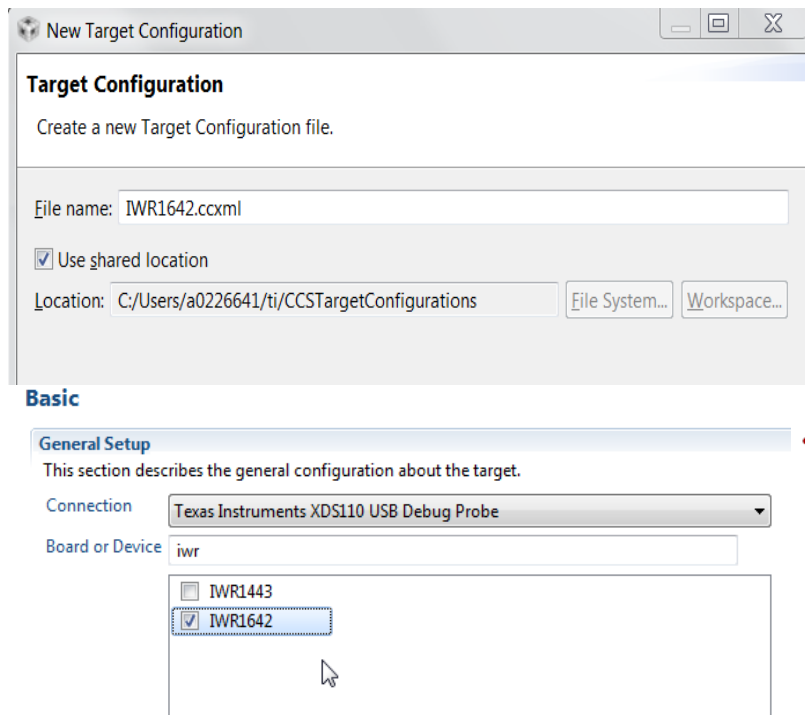 New Target Configuration
Target Configuration
Create a new Target Configuration file.
File name: IWR1642.ccxml
Use shared location
Location: C:/Users/a0226641/ti/CCSTargetConfigurations File System... Workspace...
Basic
General Setup
This section describes the general configuration about the target.
Connection Texas Instruments XDS110 USB Debug Probe
Board or Device iwr
IWR1443
IWR1642